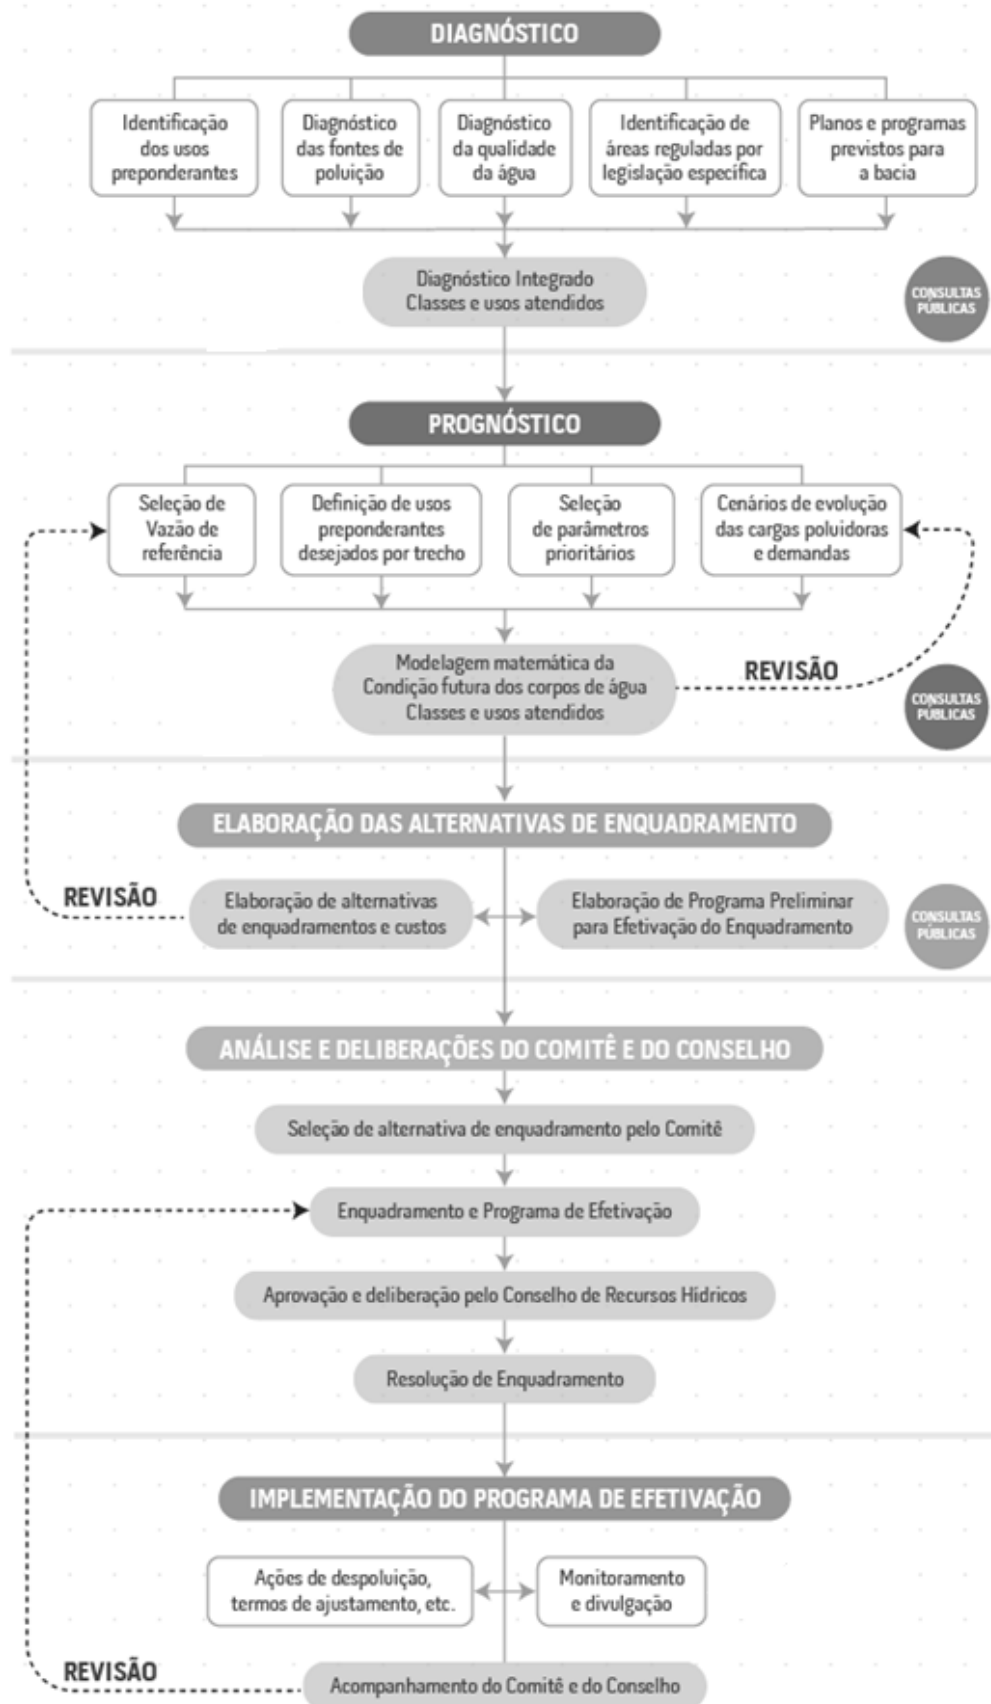 DIAGNÓSTICO
Identificação
dos usos
preponderantes
Diagnóstico
das fontes de
poluição
Diagnóstico
da qualidade
da água
Identificação de
áreas reguladas por
legislação específica
Planos e programas
previstos para
a bacia
Diagnóstico Integrado
Classes e usos atendidos
CONSULTAS
PÚBLICAS
PROGNÓSTICO
Seleção de
Vazão de
referência
Definição de usos
preponderantes
desejados por trecho
Seleção
de parâmetros
prioritários
Cenários de evolução
das cargas poluidoras
e demandas
Modelagem matemática da
Condição futura dos corpos de água
Classes e usos atendidos
REVISÃO
CONSULTAS
PÚBLICAS
ELABORAÇÃO DAS ALTERNATIVAS DE ENQUADRAMENTO
REVISÃO
Elaboração de alternativas
de enquadramentos e custos
Elaboração de Programa Preliminar
para Efetivação do Enquadramento
CONSULTAS
PÚBLICAS
ANÁLISE E DELIBERAÇÕES DO COMITÊ E DO CONSELHO
Seleção de alternativa de enquadramento pelo Comitê
Enquadramento e Programa de Efetivação
Aprovação e deliberação pelo Conselho de Recursos Hídricos
Resolução de Enquadramento
IMPLEMENTAÇÃO DO PROGRAMA DE EFETIVAÇÃO
Ações de despoluição,
termos de ajustamento, etc.
Monitoramento
e divulgação
REVISÃO
Acompanhamento do Comitê e do Conselho